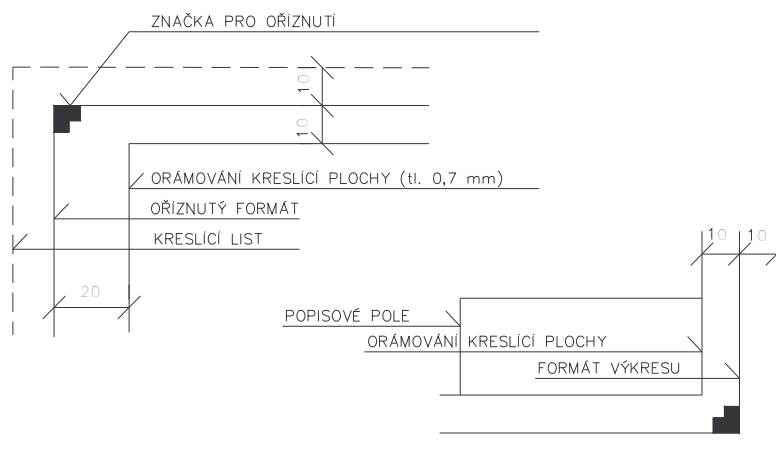 ZNAČKA PRO OŘÍZNUTÍ
10
10
ORÁMOVÁNÍ KRESLÍCÍ PLOCHY (tl. 0,7 mm)
OŘÍZNUTÝ FORMÁT
KRESLÍCÍ LIST
20
10 10
POPISOVÉ POLE
ORÁMOVÁNÍ KRESLÍCÍ PLOCHY
FORMÁT VÝKRESU